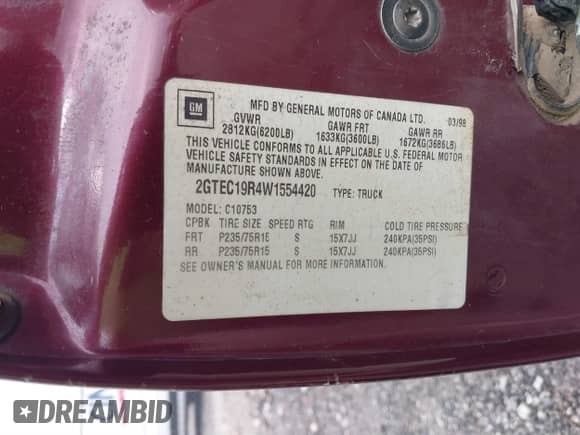 GM
MFD BY GENERAL MOTORS OF CANADA LTD.
03/98
GVWR GAWR FRT GAWR RR
2812KG(6200LB) 1633KG(3600LB) 1672KG(3686LB)
THIS VEHICLE CONFORMS TO ALL APPLICABLE U.S. FEDERAL MOTOR
VEHICLE SAFETY STANDARDS IN EFFECT ON THE DATE OF
MANUFACTURE SHOWN ABOVE.
2GTEC19R4W1554420 TYPE: TRUCK
MODEL: C10753
CPBK TIRE SIZE SPEED RTG RIM COLD TIRE PRESSURE
FRT P235/75R15 S 15X7JJ 240KPA(35PSI)
RR P235/75R15 S 15X7JJ 240KPA(35PSI)
SEE OWNER'S MANUAL FOR MORE INFORMATION.
DREAMBID